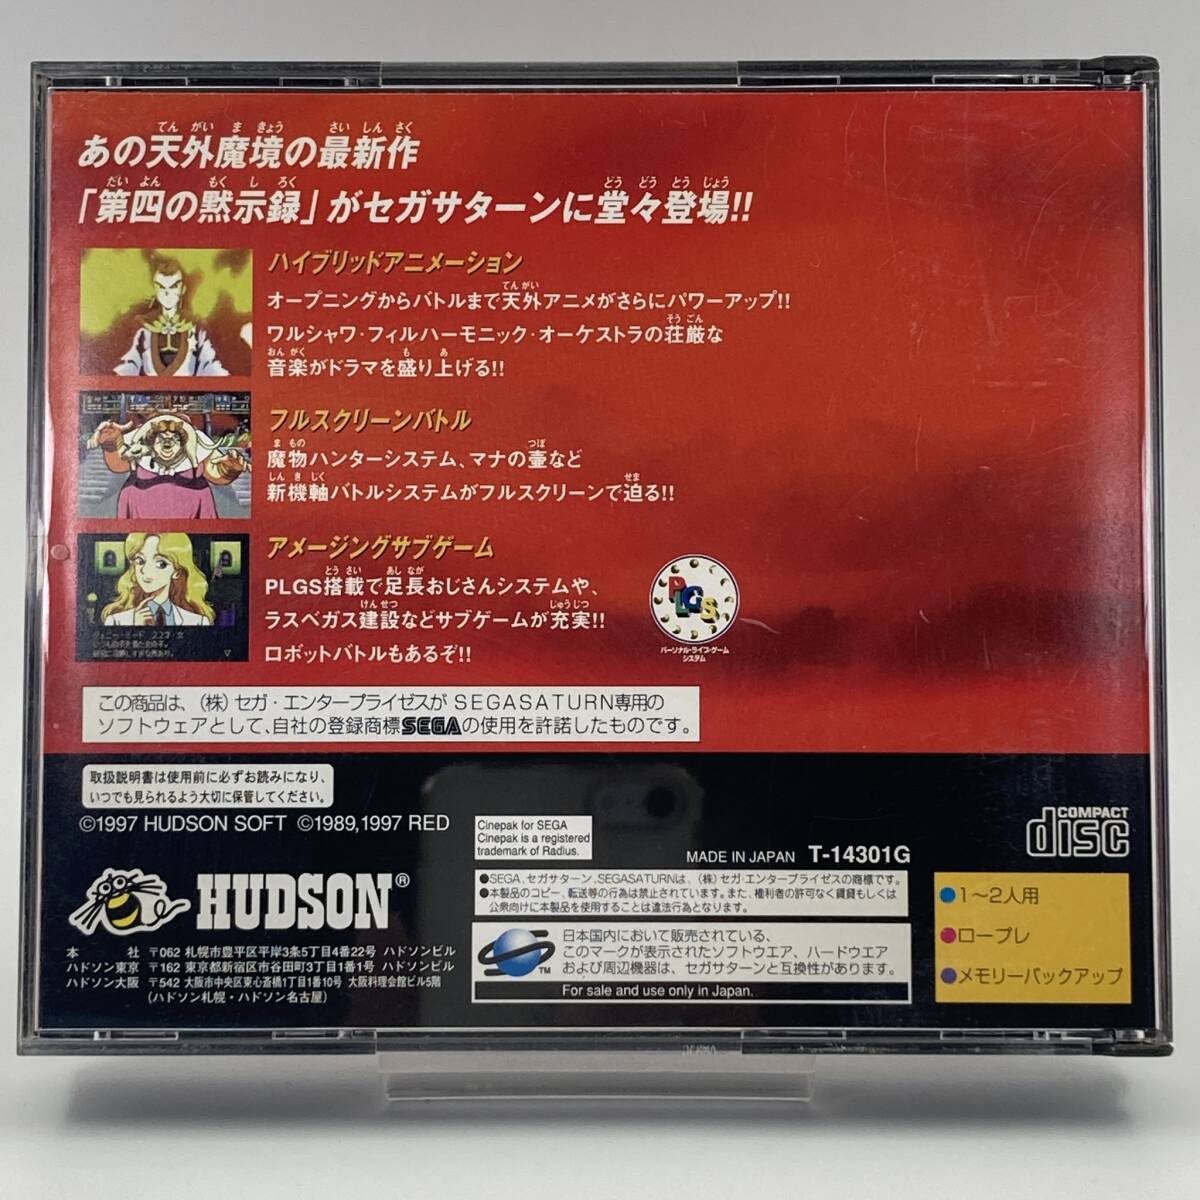 あの天外魔境の最新作
「第四の黙示録」がセガサターンに堂々登場!!
ハイブリッドアニメーション
オープニングからバトルまで天外アニメがさらにパワーアップ!!
ワルシャワ・フィルハーモニック・オーケストラの荘厳な
音楽がドラマを盛り上げる!!
フルスクリーンバトル
魔物ハンターシステム、マナの壷など
新機軸バトルシステムがフルスクリーンで迫る!!
アメージングサブゲーム
PLGS搭載で足長おじさんシステムや、
ラスベガス建設などサブゲームが充実!!
ロボットバトルもあるぞ!!
PLGS
パーソナル・ライブ・ゲーム
システム
この商品は、(株)セガ・エンタープライゼスがSEGASATURN専用の
ソフトウェアとして、自社の登録商標SEGAの使用を許諾したものです。
取扱説明書は使用前に必ずお読みになり、
いつでも見られるよう大切に保管してください。
©1997 HUDSON SOFT ©1989,1997 RED
Cinepak for SEGA
Cinepak is a registered
trademark of Radius.
MADE IN JAPAN T-14301G
COMPACT
disc
HUDSON®
本社 〒062 札幌市豊平区平岸3条5丁目4番22号 ハドソンビル
ハドソン東京 〒162 東京都新宿区市谷田町3丁目1番1号 ハドソンビル
ハドソン大阪 〒542 大阪市中央区東心斎橋1丁目1番10号 大阪料理会館ビル5階
(ハドソン札幌・ハドソン名古屋)
●SEGA、セガサターン、SEGASATURNは、(株)セガ・エンタープライゼスの商標です。
●本製品のコピー、転送等の行為は禁止されています。また、権利者の許可なく賃貸もしくは
公衆向けに本製品を使用することは違法行為となります。
TM
日本国内において販売されている、
このマークが表示されたソフトウエア、ハードウエア
および周辺機器は、セガサターンと互換性があります。
For sale and use only in Japan.
●1〜2人用
●ロープレ
●メモリーバックアップ